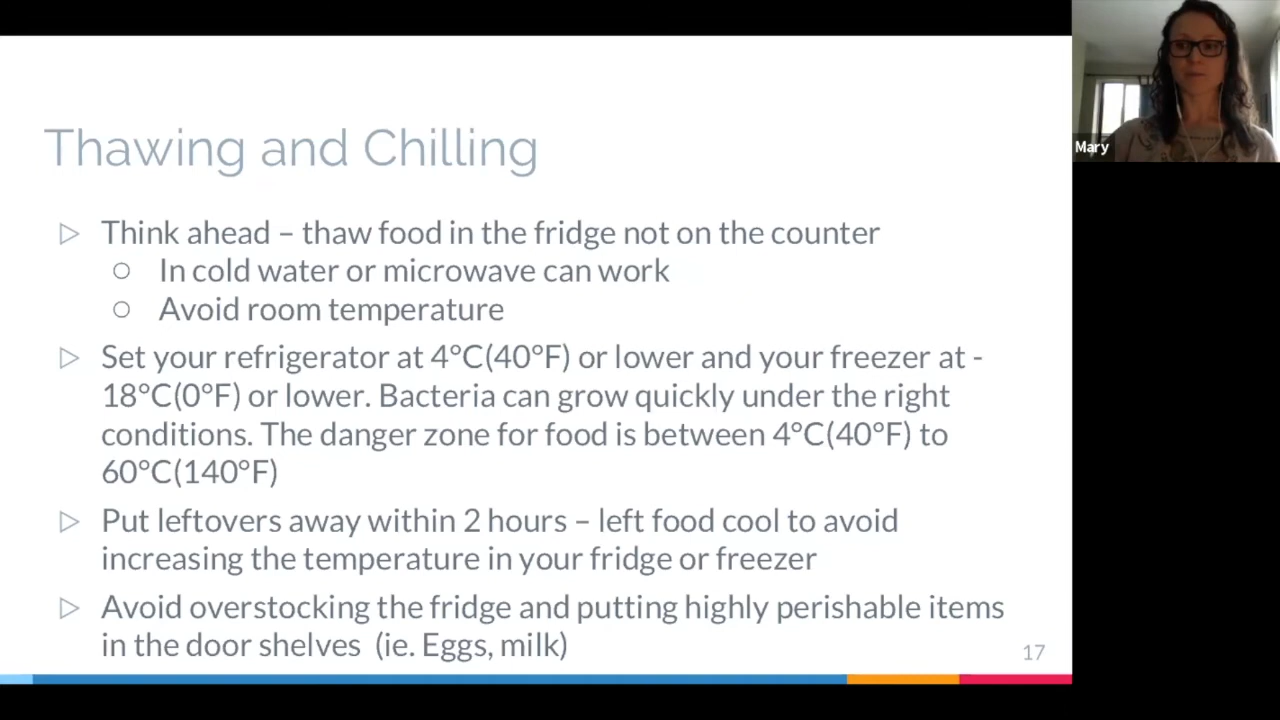 Thawing and Chilling
Think ahead – thaw food in the fridge not on the counter
In cold water or microwave can work
Avoid room temperature
Set your refrigerator at 4°C(40°F) or lower and your freezer at -
18°C(0°F) or lower. Bacteria can grow quickly under the right
conditions. The danger zone for food is between 4°C(40°F) to
60°C(140°F)
Put leftovers away within 2 hours – left food cool to avoid
increasing the temperature in your fridge or freezer
Avoid overstocking the fridge and putting highly perishable items
in the door shelves (ie. Eggs, milk)
17
Mary